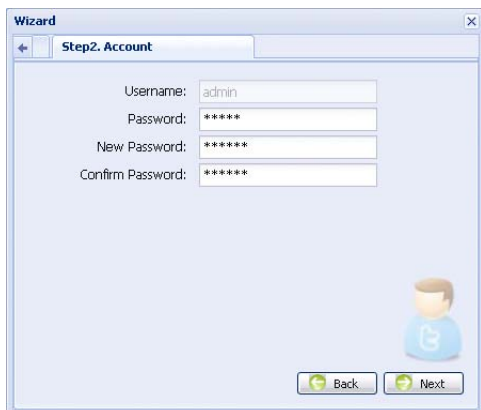 Wizard
Step2. Account
Username: admin
Password: *****
New Password: ******
Confirm Password: ******
Back Next